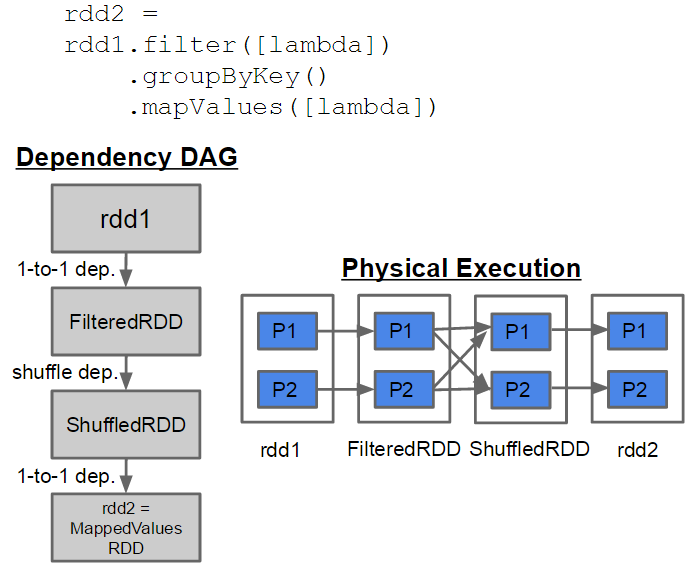 rdd2 =
rdd1.filter([lambda])
.groupByKey()
.mapValues([lambda])
Dependency DAG
rdd1
1-to-1 dep.
FilteredRDD
shuffle dep.
ShuffledRDD
1-to-1 dep.
rdd2 =
MappedValues
RDD
Physical Execution
P1 P1 P1 P1
P2 P2 P2 P2
rdd1 FilteredRDD ShuffledRDD rdd2